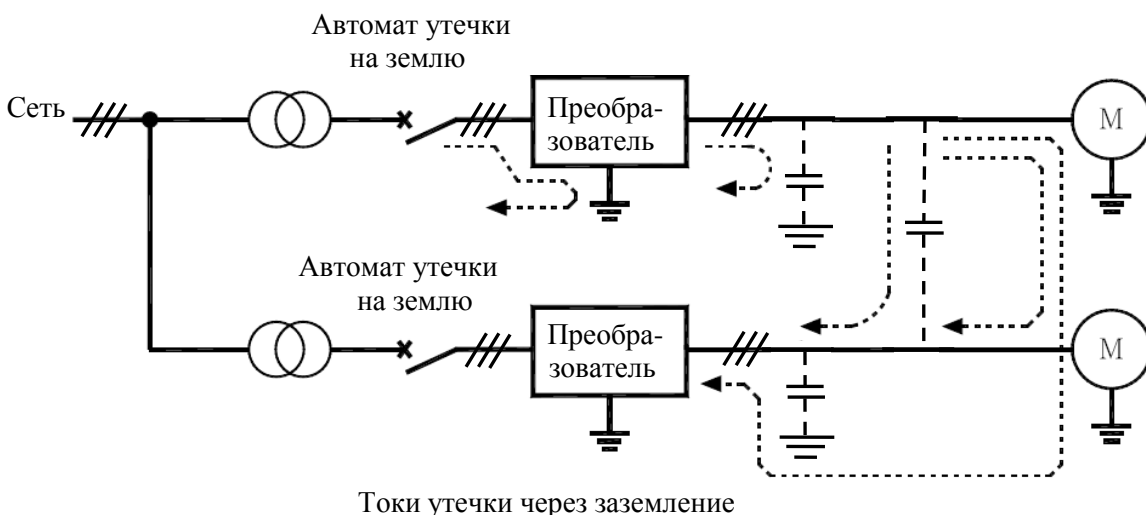 Автомат утечки
на землю
Сеть
Преобра-
зователь
М
Автомат утечки
на землю
Преобра-
зователь
М
Токи утечки через заземление